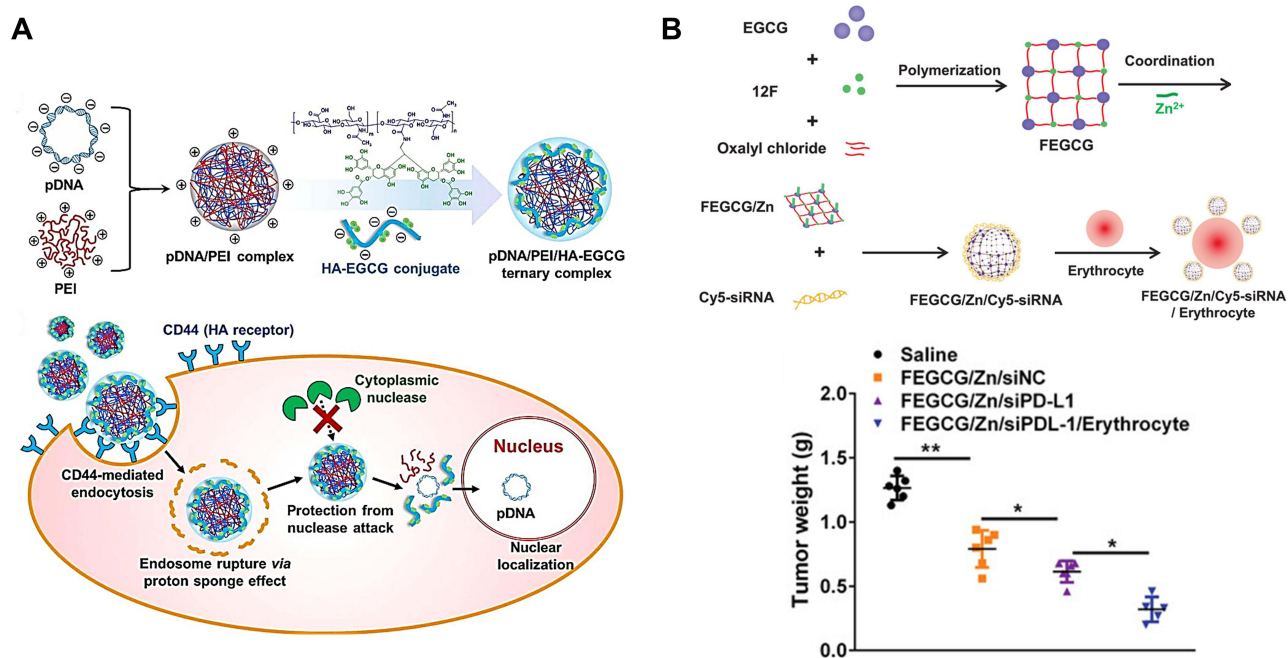 A
pDNA
PEI
pDNA/PEI complex
HA-EGCG conjugate
pDNA/PEI/HA-EGCG
ternary complex
CD44 (HA receptor)
Cytoplasmic
nuclease
CD44-mediated
endocytosis
Endosome rupture via
proton sponge effect
Protection from
nuclease attack
Nucleus
pDNA
Nuclear
localization
B
EGCG
+
12F
+
Oxalyl chloride
Polymerization
FEGCG
Coordination
Zn²⁺
FEGCG/Zn
+
Cy5-siRNA
FEGCG/Zn/Cy5-siRNA
Erythrocyte
FEGCG/Zn/Cy5-siRNA
/ Erythrocyte
Saline
FEGCG/Zn/siNC
FEGCG/Zn/siPD-L1
FEGCG/Zn/siPDL-1/Erythrocyte
Tumor weight (g)
2.0
1.5
1.0
0.5
0.0
**
*
*